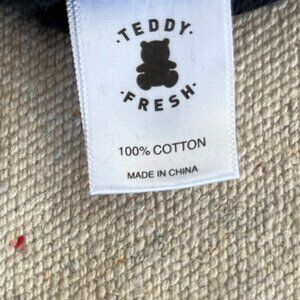 TEDDY
FRESH
100% COTTON
MADE IN CHINA